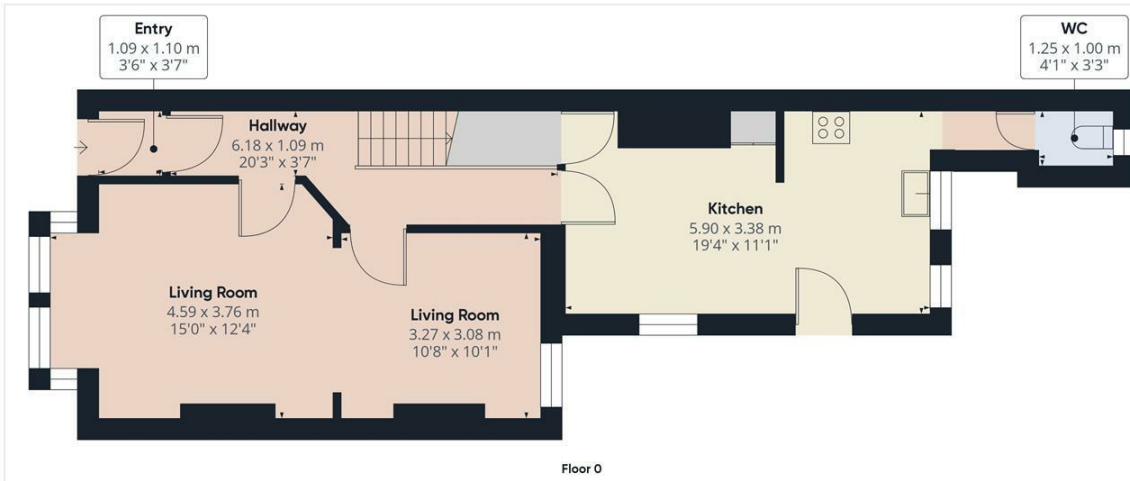 Entry
1.09 x 1.10 m
3'6" x 3'7"
WC
1.25 x 1.00 m
4'1" x 3'3"
Hallway
6.18 x 1.09 m
20'3" x 3'7"
Kitchen
5.90 x 3.38 m
19'4" x 11'1"
Living Room
4.59 x 3.76 m
15'0" x 12'4"
Living Room
3.27 x 3.08 m
10'8" x 10'1"
Floor 0